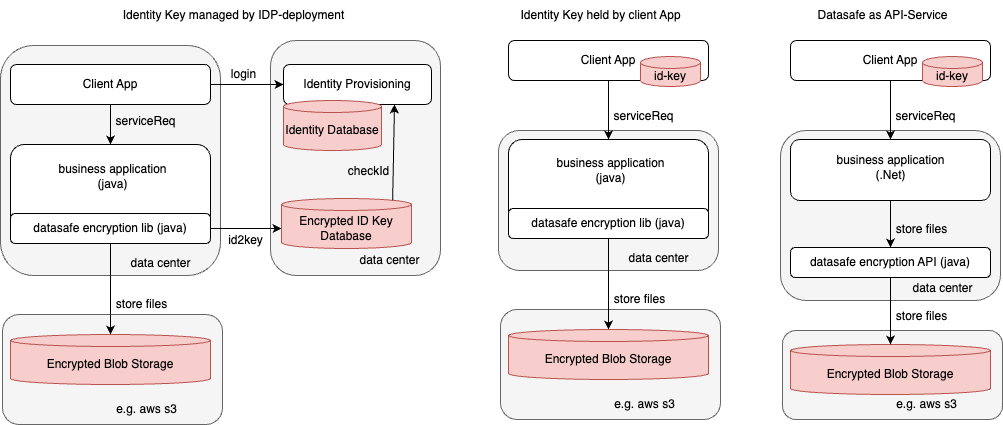 Identity Key managed by IDP-deployment
Client App
login
Identity Provisioning
serviceReq
Identity Database
business application
(java)
checkId
datasafe encryption lib (java)
id2key
Encrypted ID Key
Database
data center
data center
store files
Encrypted Blob Storage
e.g. aws s3
Identity Key held by client App
Client App
id-key
serviceReq
business application
(java)
datasafe encryption lib (java)
data center
store files
Encrypted Blob Storage
e.g. aws s3
Datasafe as API-Service
Client App
id-key
serviceReq
business application
(.Net)
store files
datasafe encryption API (java)
data center
store files
Encrypted Blob Storage
e.g. aws s3